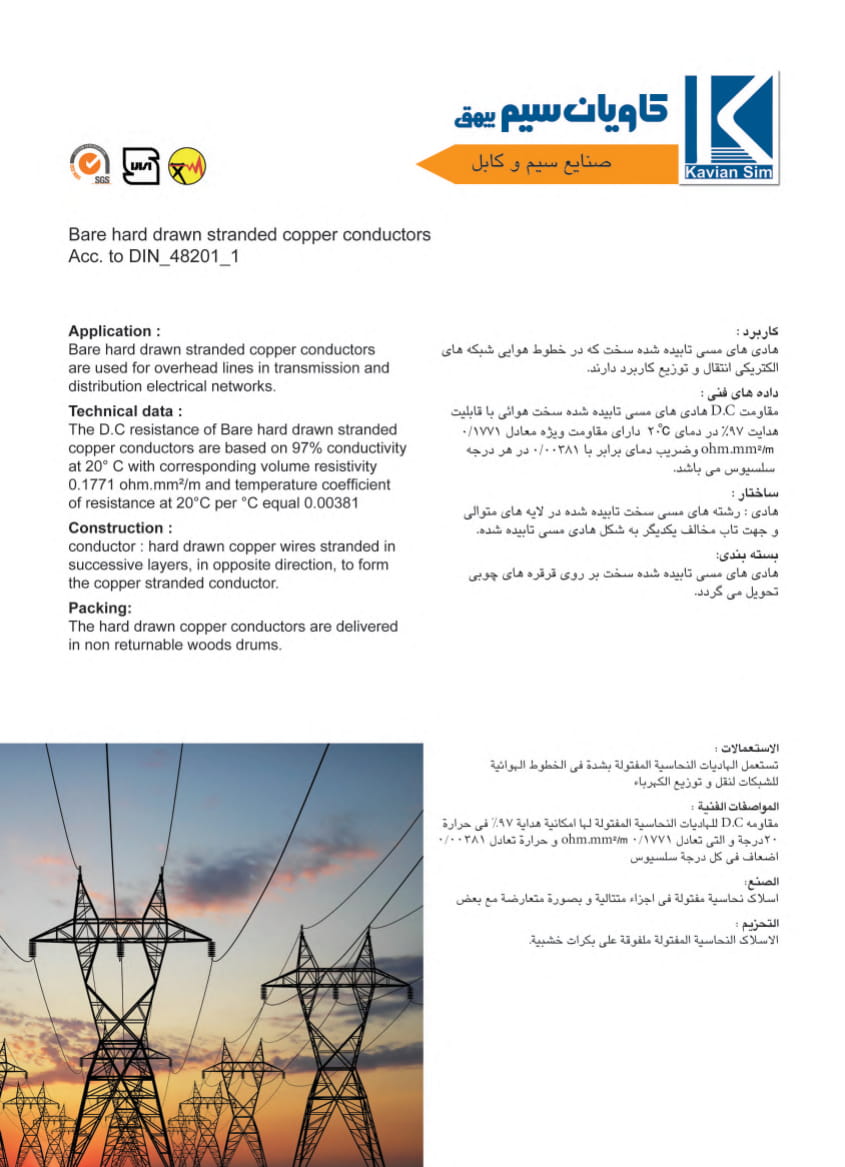 کاویان سیم بیهق
صنایع سیم و کابل
Kavian Sim
SGS
Bare hard drawn stranded copper conductors
Acc. to DIN_48201_1
Application :
Bare hard drawn stranded copper conductors
are used for overhead lines in transmission and
distribution electrical networks.
Technical data :
The D.C resistance of Bare hard drawn stranded
copper conductors are based on 97% conductivity
at 20° C with corresponding volume resistivity
0.1771 ohm.mm²/m and temperature coefficient
of resistance at 20°C per °C equal 0.00381
Construction :
conductor : hard drawn copper wires stranded in
successive layers, in opposite direction, to form
the copper stranded conductor.
Packing:
The hard drawn copper conductors are delivered
in non returnable woods drums.
کاربرد :
هادی های مسی تابیده شده سخت که در خطوط هوایی شبکه های
الکتریکی انتقال و توزیع کاربرد دارند.
داده های فنی :
مقاومت D.C هادی های مسی تابیده شده سخت هوائی با قابلیت
هدایت ۹۷٪ در دمای ۲۰°C دارای مقاومت ویژه معادل ۰/۱۷۷۱
ohm.mm²/m وضریب دمای برابر با ۰/۰۰۳۸۱ در هر درجه
سلسیوس می باشد.
ساختار :
هادی : رشته های مسی سخت تابیده شده در لایه های متوالی
و جهت تاب مخالف یکدیگر به شکل هادی مسی تابیده شده.
بسته بندی:
هادی های مسی تابیده شده سخت بر روی قرقره های چوبی
تحویل می گردد.
الاستعمالات :
تستعمل الهادیات النحاسیة المفتولة بشدة فی الخطوط الهوائیة
للشبکات لنقل و توزیع الکهرباء
المواصفات الفنیة :
مقاومه D.C للهادیات النحاسیة المفتولة لها امکانیة هدایة ۹۷٪ فی حرارة
۲۰درجة و التی تعادل ۰/۱۷۷۱ ohm.mm²/m و حرارة تعادل ۰/۰۰۳۸۱
اضعاف فی کل درجة سلسیوس
الصنع:
اسلاک نحاسیة مفتولة فی اجزاء متتالیة و بصورة متعارضة مع بعض
التحزیم :
الاسلاک النحاسیة المفتولة ملفوفة علی بکرات خشبیة.